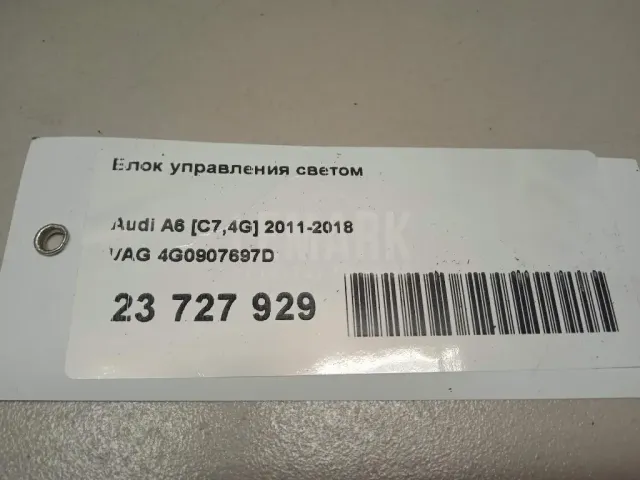 Блок управления светом
Audi A6 [C7,4G] 2011-2018
VAG 4G0907697D
23 727 929